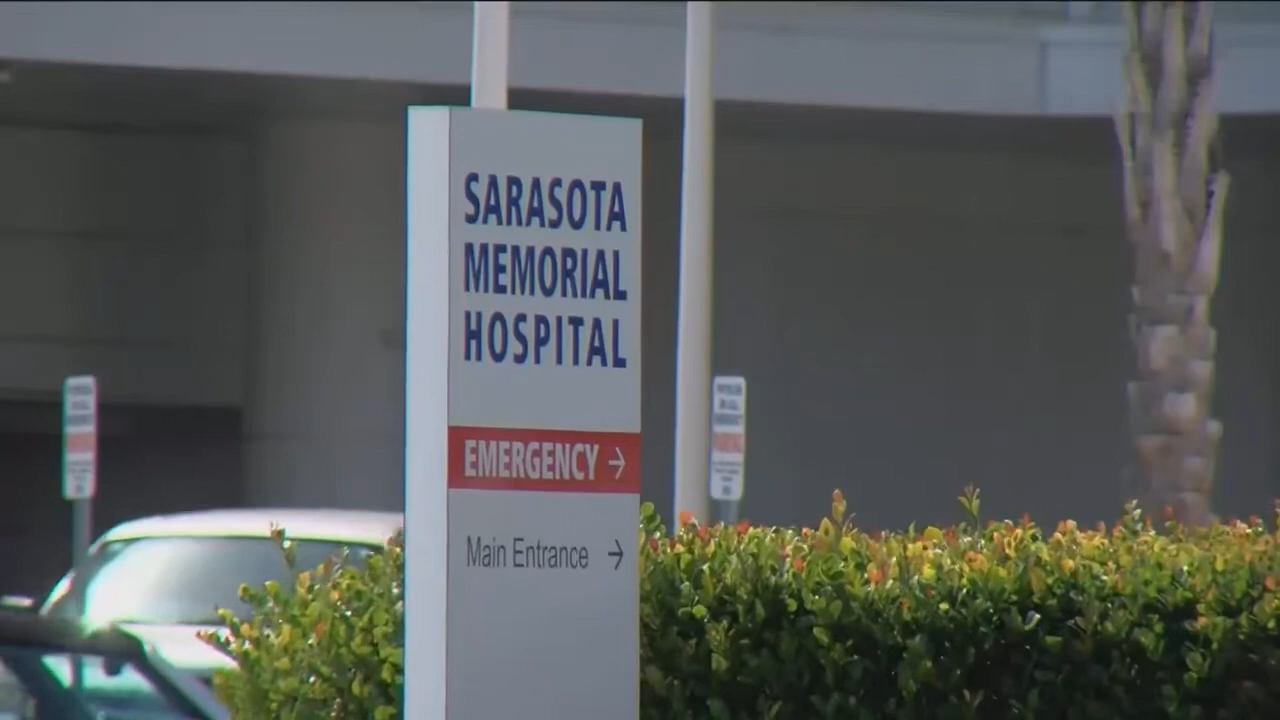 SARASOTA
MEMORIAL
HOSPITAL
EMERGENCY →
Main Entrance →